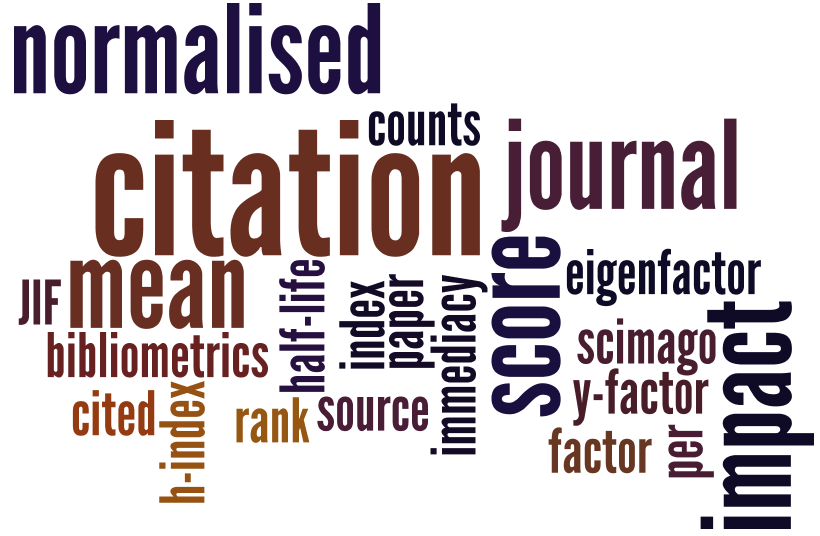 normalised
counts
citation
journal
score
eigenfactor
JIF
mean
half-life
index
paper
immediacy
impact
scimago
bibliometrics
y-factor
cited
h-index
rank
source
factor
per